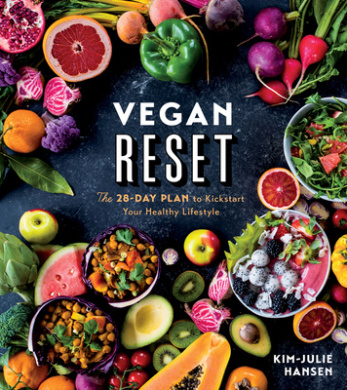 VEGAN
RESET
The 28-DAY PLAN to Kickstart
Your Healthy Lifestyle
KIM-JULIE
HANSEN